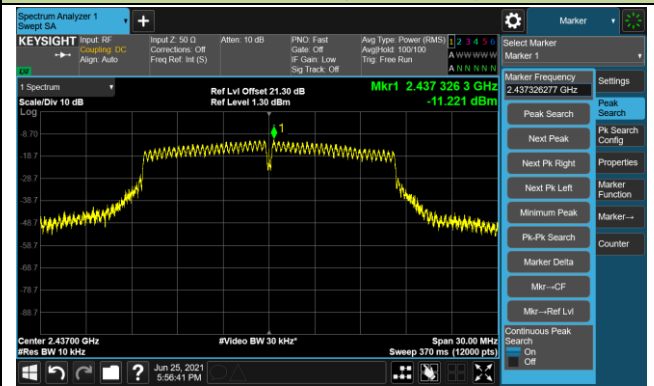 Spectrum Analyzer 1
Swept SA
+
Marker
KEYSIGHT
Input: RF
Coupling: DC
Align: Auto
Input Z: 50 Ω
Corrections: Off
Freq Ref: Int (S)
Atten: 10 dB
PNO: Fast
Gate: Off
IF Gain: Low
Sig Track: Off
Avg Type: Power (RMS)
Avg|Hold: 100/100
Trig: Free Run
1 2 3 4 5 6
A W W W W W
A N N N N N
Select Marker
Marker 1
1 Spectrum
Scale/Div 10 dB
Log
Ref Lvl Offset 21.30 dB
Ref Level 1.30 dBm
Mkr1 2.437 326 3 GHz
-11.221 dBm
1
-8.70
-18.7
-28.7
-38.7
-48.7
-58.7
-68.7
-78.7
-88.7
Center 2.43700 GHz
#Res BW 10 kHz
#Video BW 30 kHz*
Span 30.00 MHz
Sweep 370 ms (12000 pts)
Marker Frequency
2.437326277 GHz
Peak Search
Next Peak
Next Pk Right
Next Pk Left
Minimum Peak
Pk-Pk Search
Marker Delta
Mkr→CF
Mkr→Ref Lvl
Continuous Peak
Search
On
Off
Settings
Peak
Search
Pk Search
Config
Properties
Marker
Function
Marker→
Counter
?
Jun 25, 2021
5:56:41 PM